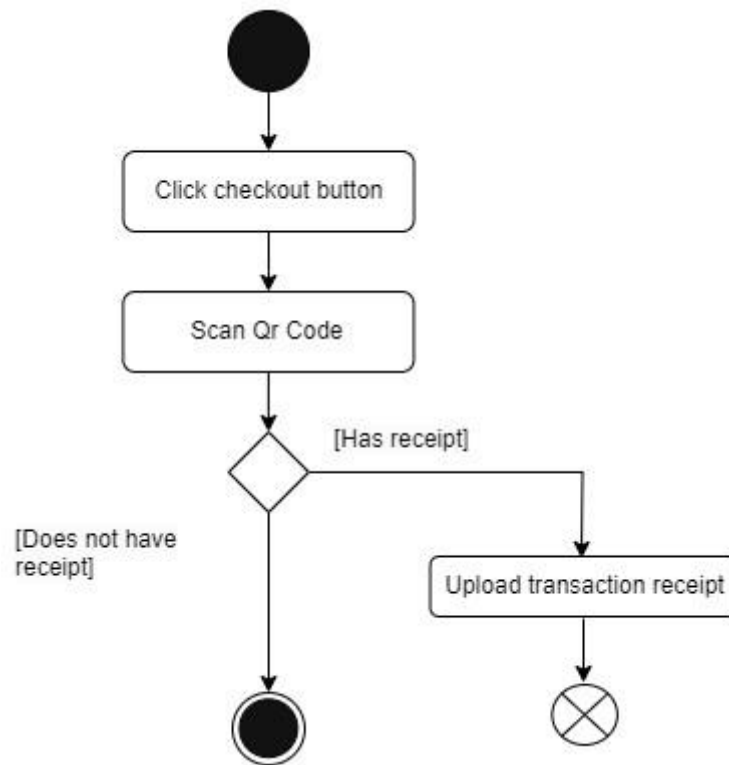 Click checkout button
Scan Qr Code
[Has receipt]
[Does not have
receipt]
Upload transaction receipt